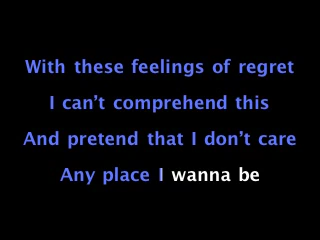 With these feelings of regret
I can't comprehend this
And pretend that I don't care
Any place I wanna be